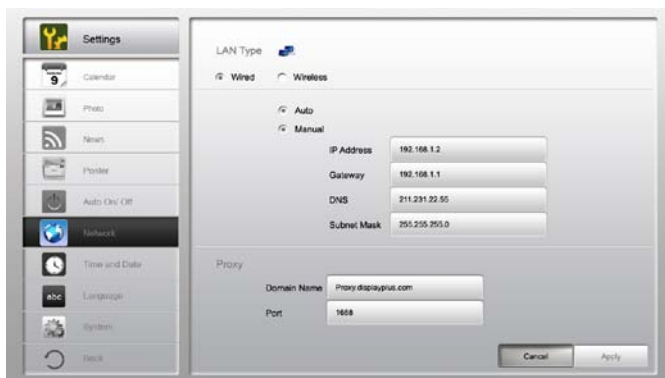 Settings
LAN Type
Wired Wireless
9
Calendar
Photo
News
Poster
Auto On/ Off
Network
Time and Date
abc
Language
System
Back
Auto
Manual
IP Address 192.168.1.2
Gateway 192.168.1.1
DNS 211.231.22.55
Subnet Mask 255.255.255.0
Proxy
Domain Name Proxy.displayplus.com
Port 1688
Cancel Apply